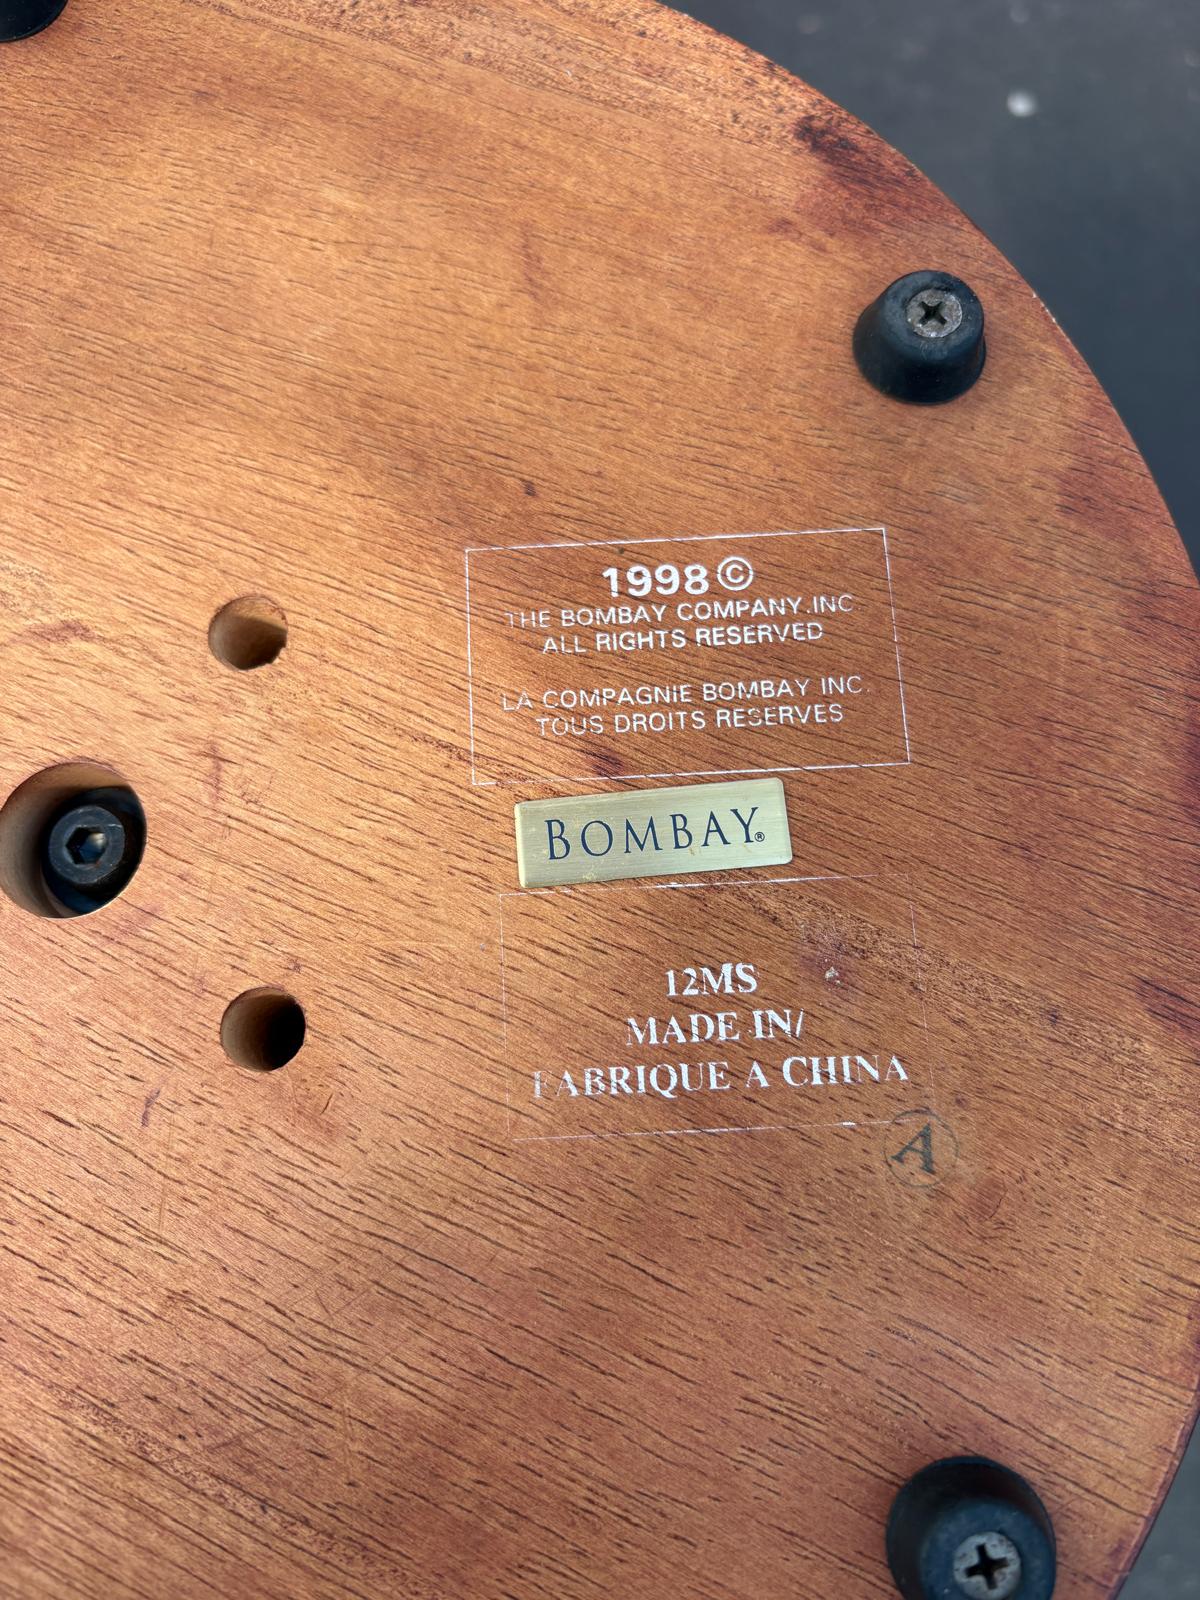 1998 ©
THE BOMBAY COMPANY.INC
ALL RIGHTS RESERVED
LA COMPAGNIE BOMBAY INC.
TOUS DROITS RESERVES
BOMBAY®
12MS
MADE IN/
FABRIQUE A CHINA
A